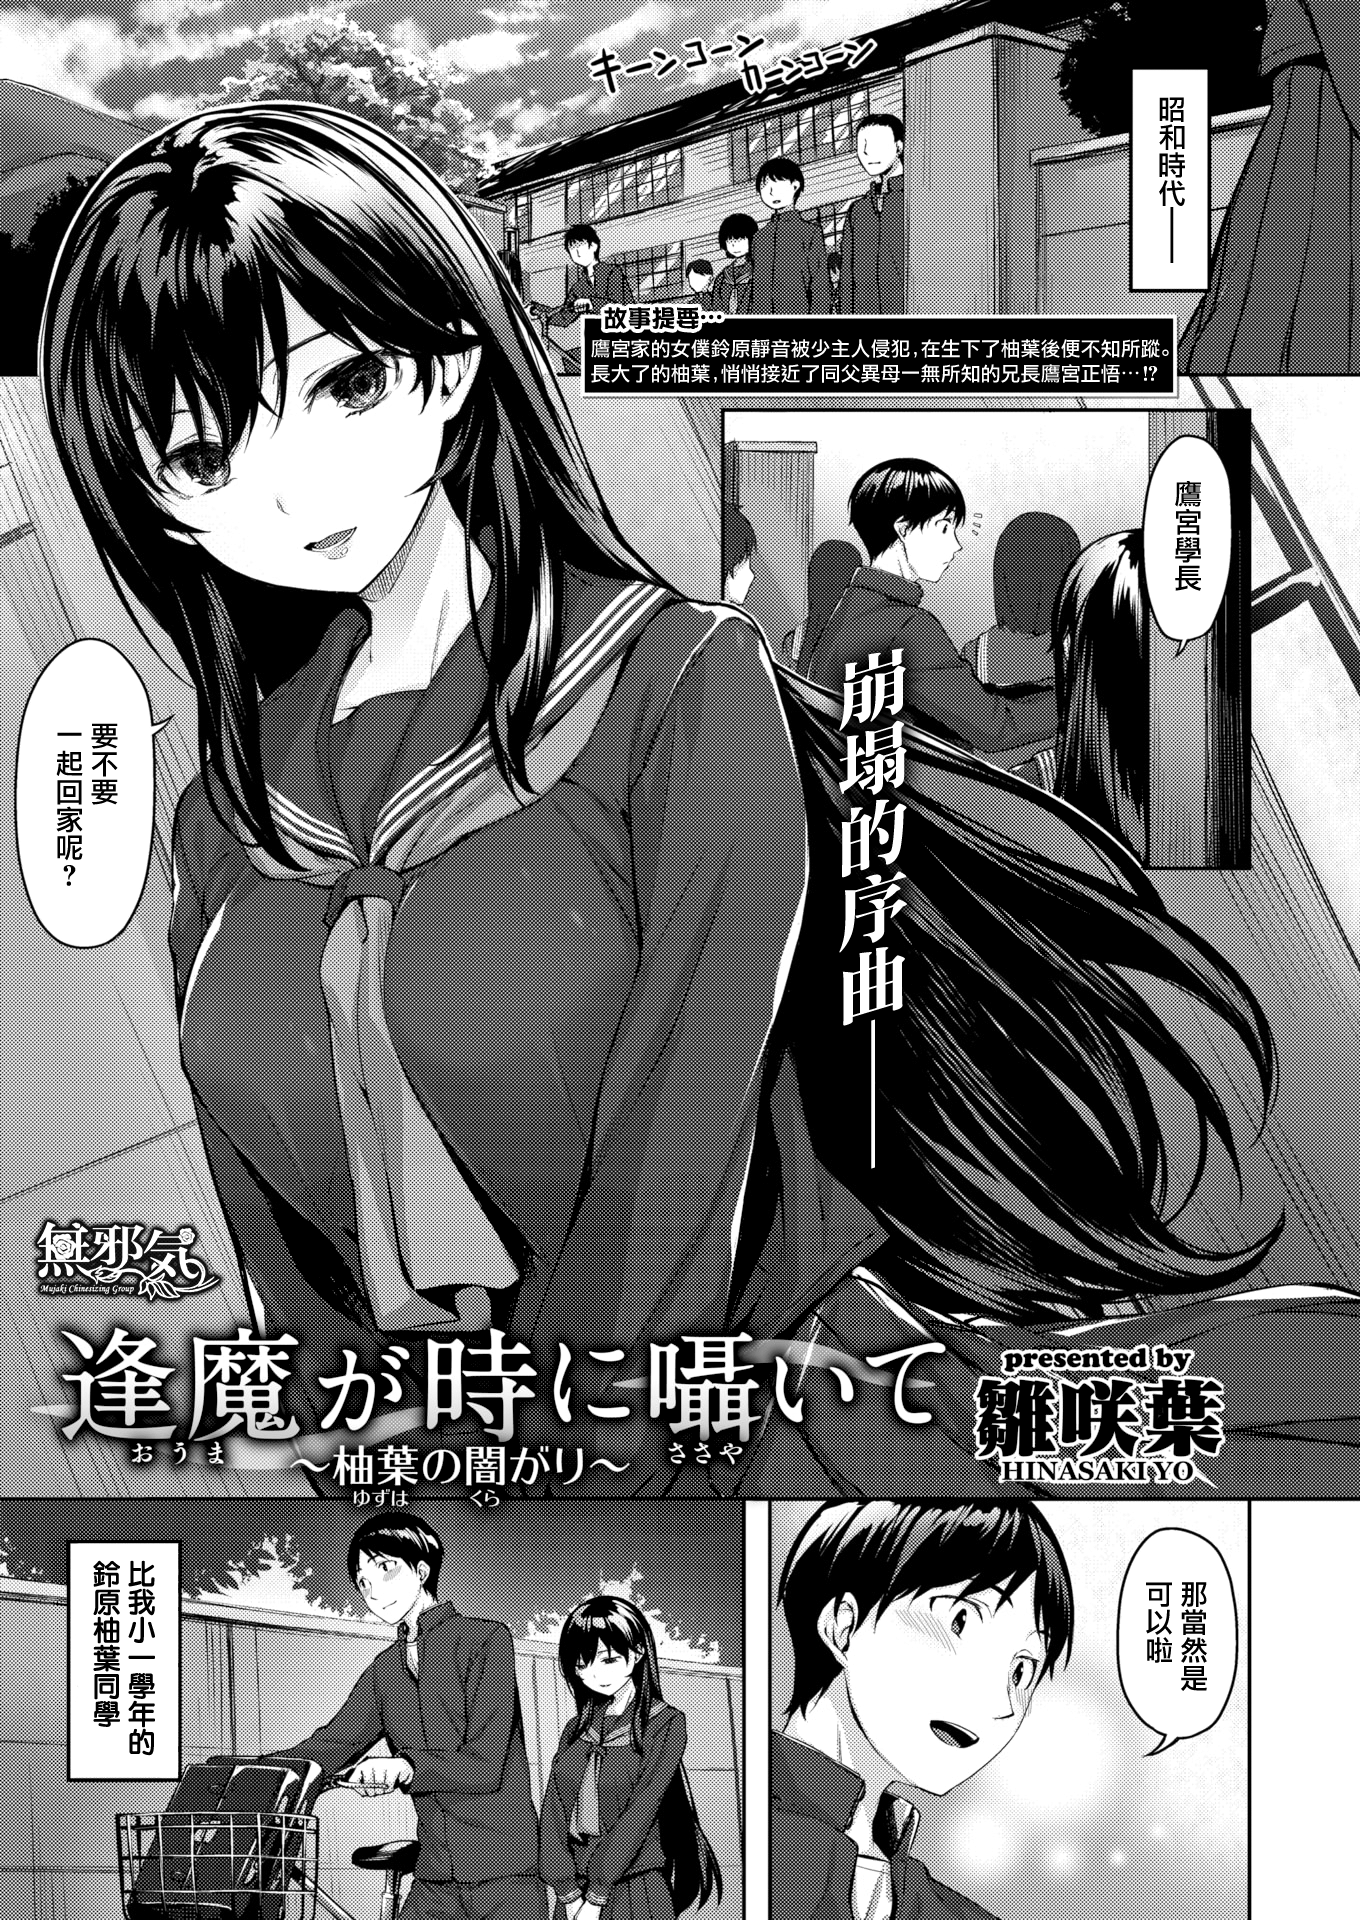 昭和時代——
キーンコーン
カーンコーン
故事提要…
鷹宮家的女僕鈴原靜音被少主人侵犯,在生下了柚葉後便不知所蹤。
長大了的柚葉,悄悄接近了同父異母一無所知的兄長鷹宮正悟…!?
鷹宮學長
崩塌的序曲——
要不要
一起回家呢?
無邪気
Mujaki Chinesizing Group
逢魔が時に囁いて
おうま
ささや
～柚葉の闇がり～
ゆずは
くら
presented by
雛咲葉
HINASAKI YO
那當然是
可以啦
比我小一學年的
鈴原柚葉同學